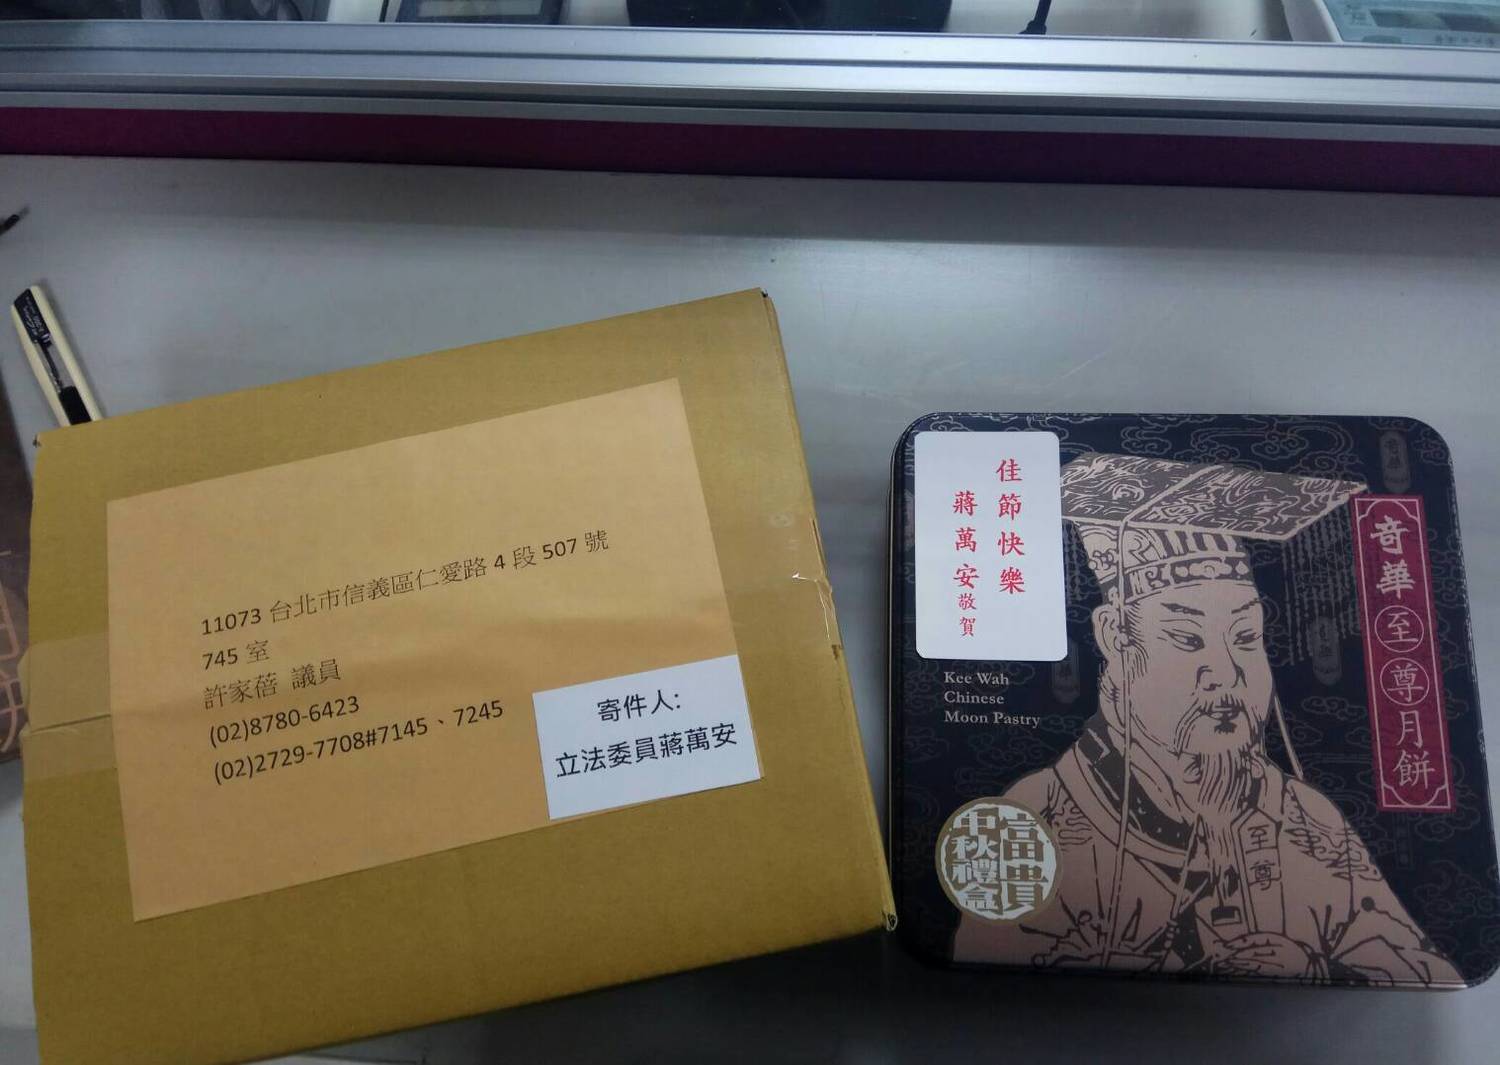 11073 台北市信義區仁愛路 4 段 507 號
745 室
許家蓓 議員
(02)8780-6423
(02)2729-7708#7145、7245
寄件人:
立法委員蔣萬安
佳節快樂
蔣萬安敬賀
Kee Wah
Chinese
Moon Pastry
奇華至尊月餅
至尊
富甲貴
中秋禮盒